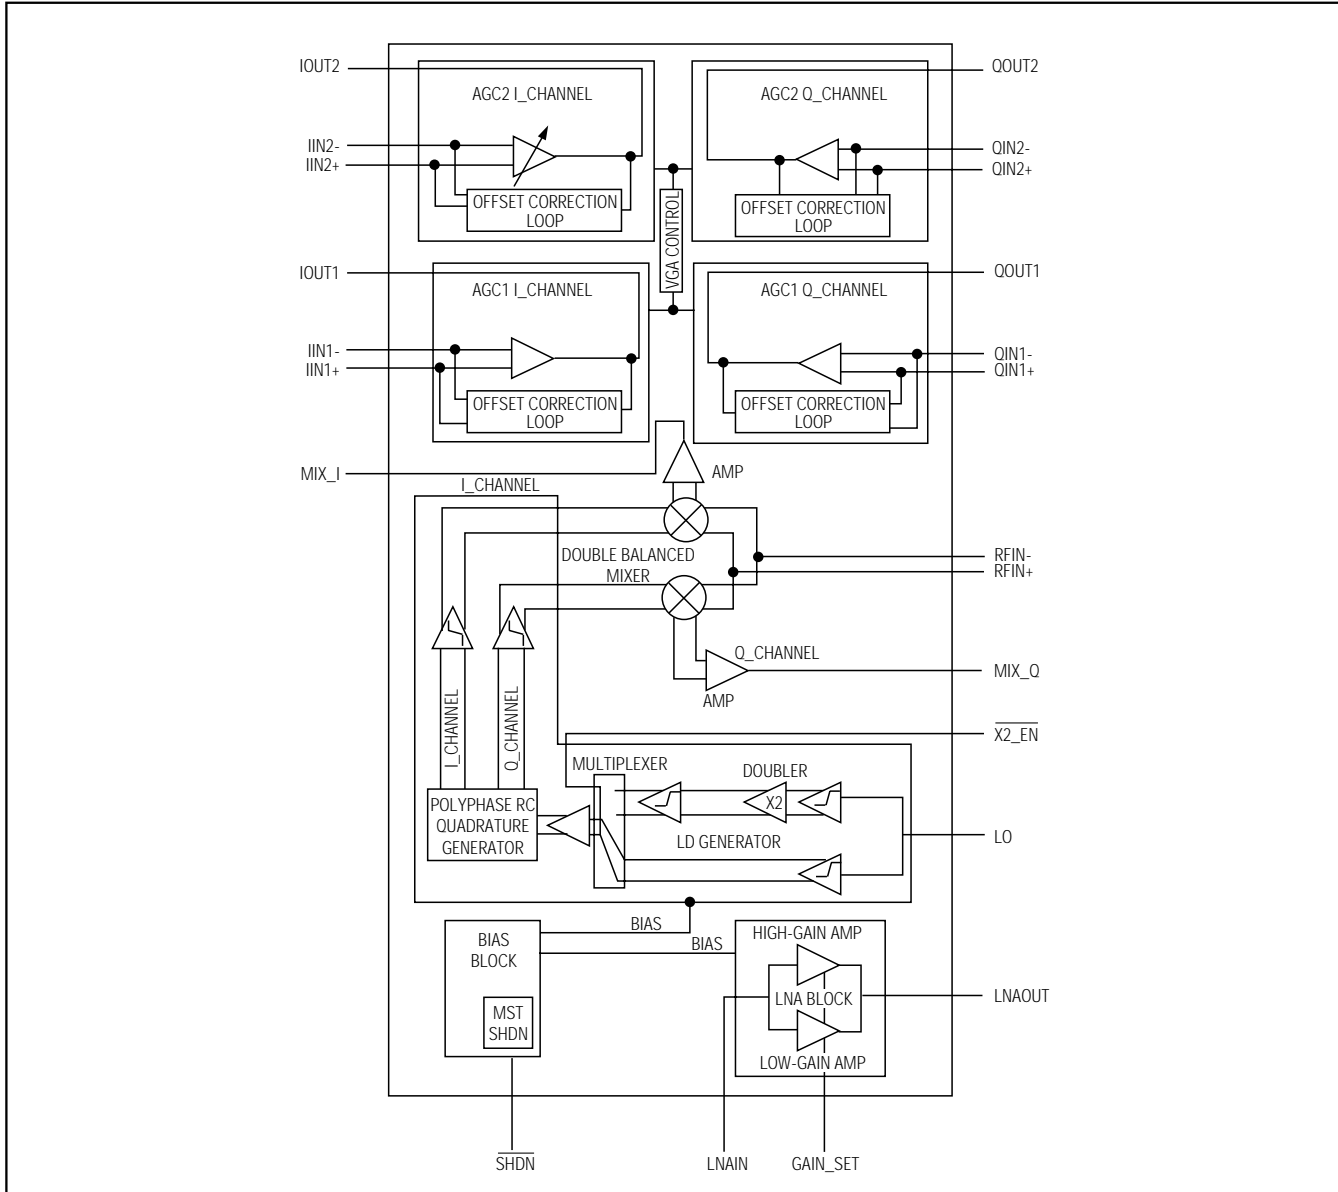 IOUT2
QOUT2
AGC2 I_CHANNEL
AGC2 Q_CHANNEL
IIN2-
IIN2+
QIN2-
QIN2+
OFFSET CORRECTION
LOOP
OFFSET CORRECTION
LOOP
VGA CONTROL
IOUT1
QOUT1
AGC1 I_CHANNEL
AGC1 Q_CHANNEL
IIN1-
IIN1+
QIN1-
QIN1+
OFFSET CORRECTION
LOOP
OFFSET CORRECTION
LOOP
MIX_I
AMP
I_CHANNEL
DOUBLE BALANCED
MIXER
RFIN-
RFIN+
Q_CHANNEL
MIX_Q
AMP
I_CHANNEL
Q_CHANNEL
X2_EN
MULTIPLEXER
DOUBLER
X2
POLYPHASE RC
QUADRATURE
GENERATOR
LD GENERATOR
LO
BIAS
BIAS
BIAS
BLOCK
MST
SHDN
HIGH-GAIN AMP
LNA BLOCK
LOW-GAIN AMP
LNAOUT
SHDN
LNAIN
GAIN_SET